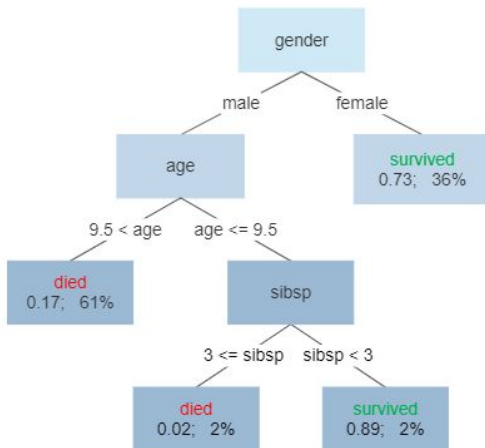 gender
male female
age
survived
0.73; 36%
9.5 < age age <= 9.5
died
0.17; 61%
sibsp
3 <= sibsp sibsp < 3
died
0.02; 2%
survived
0.89; 2%